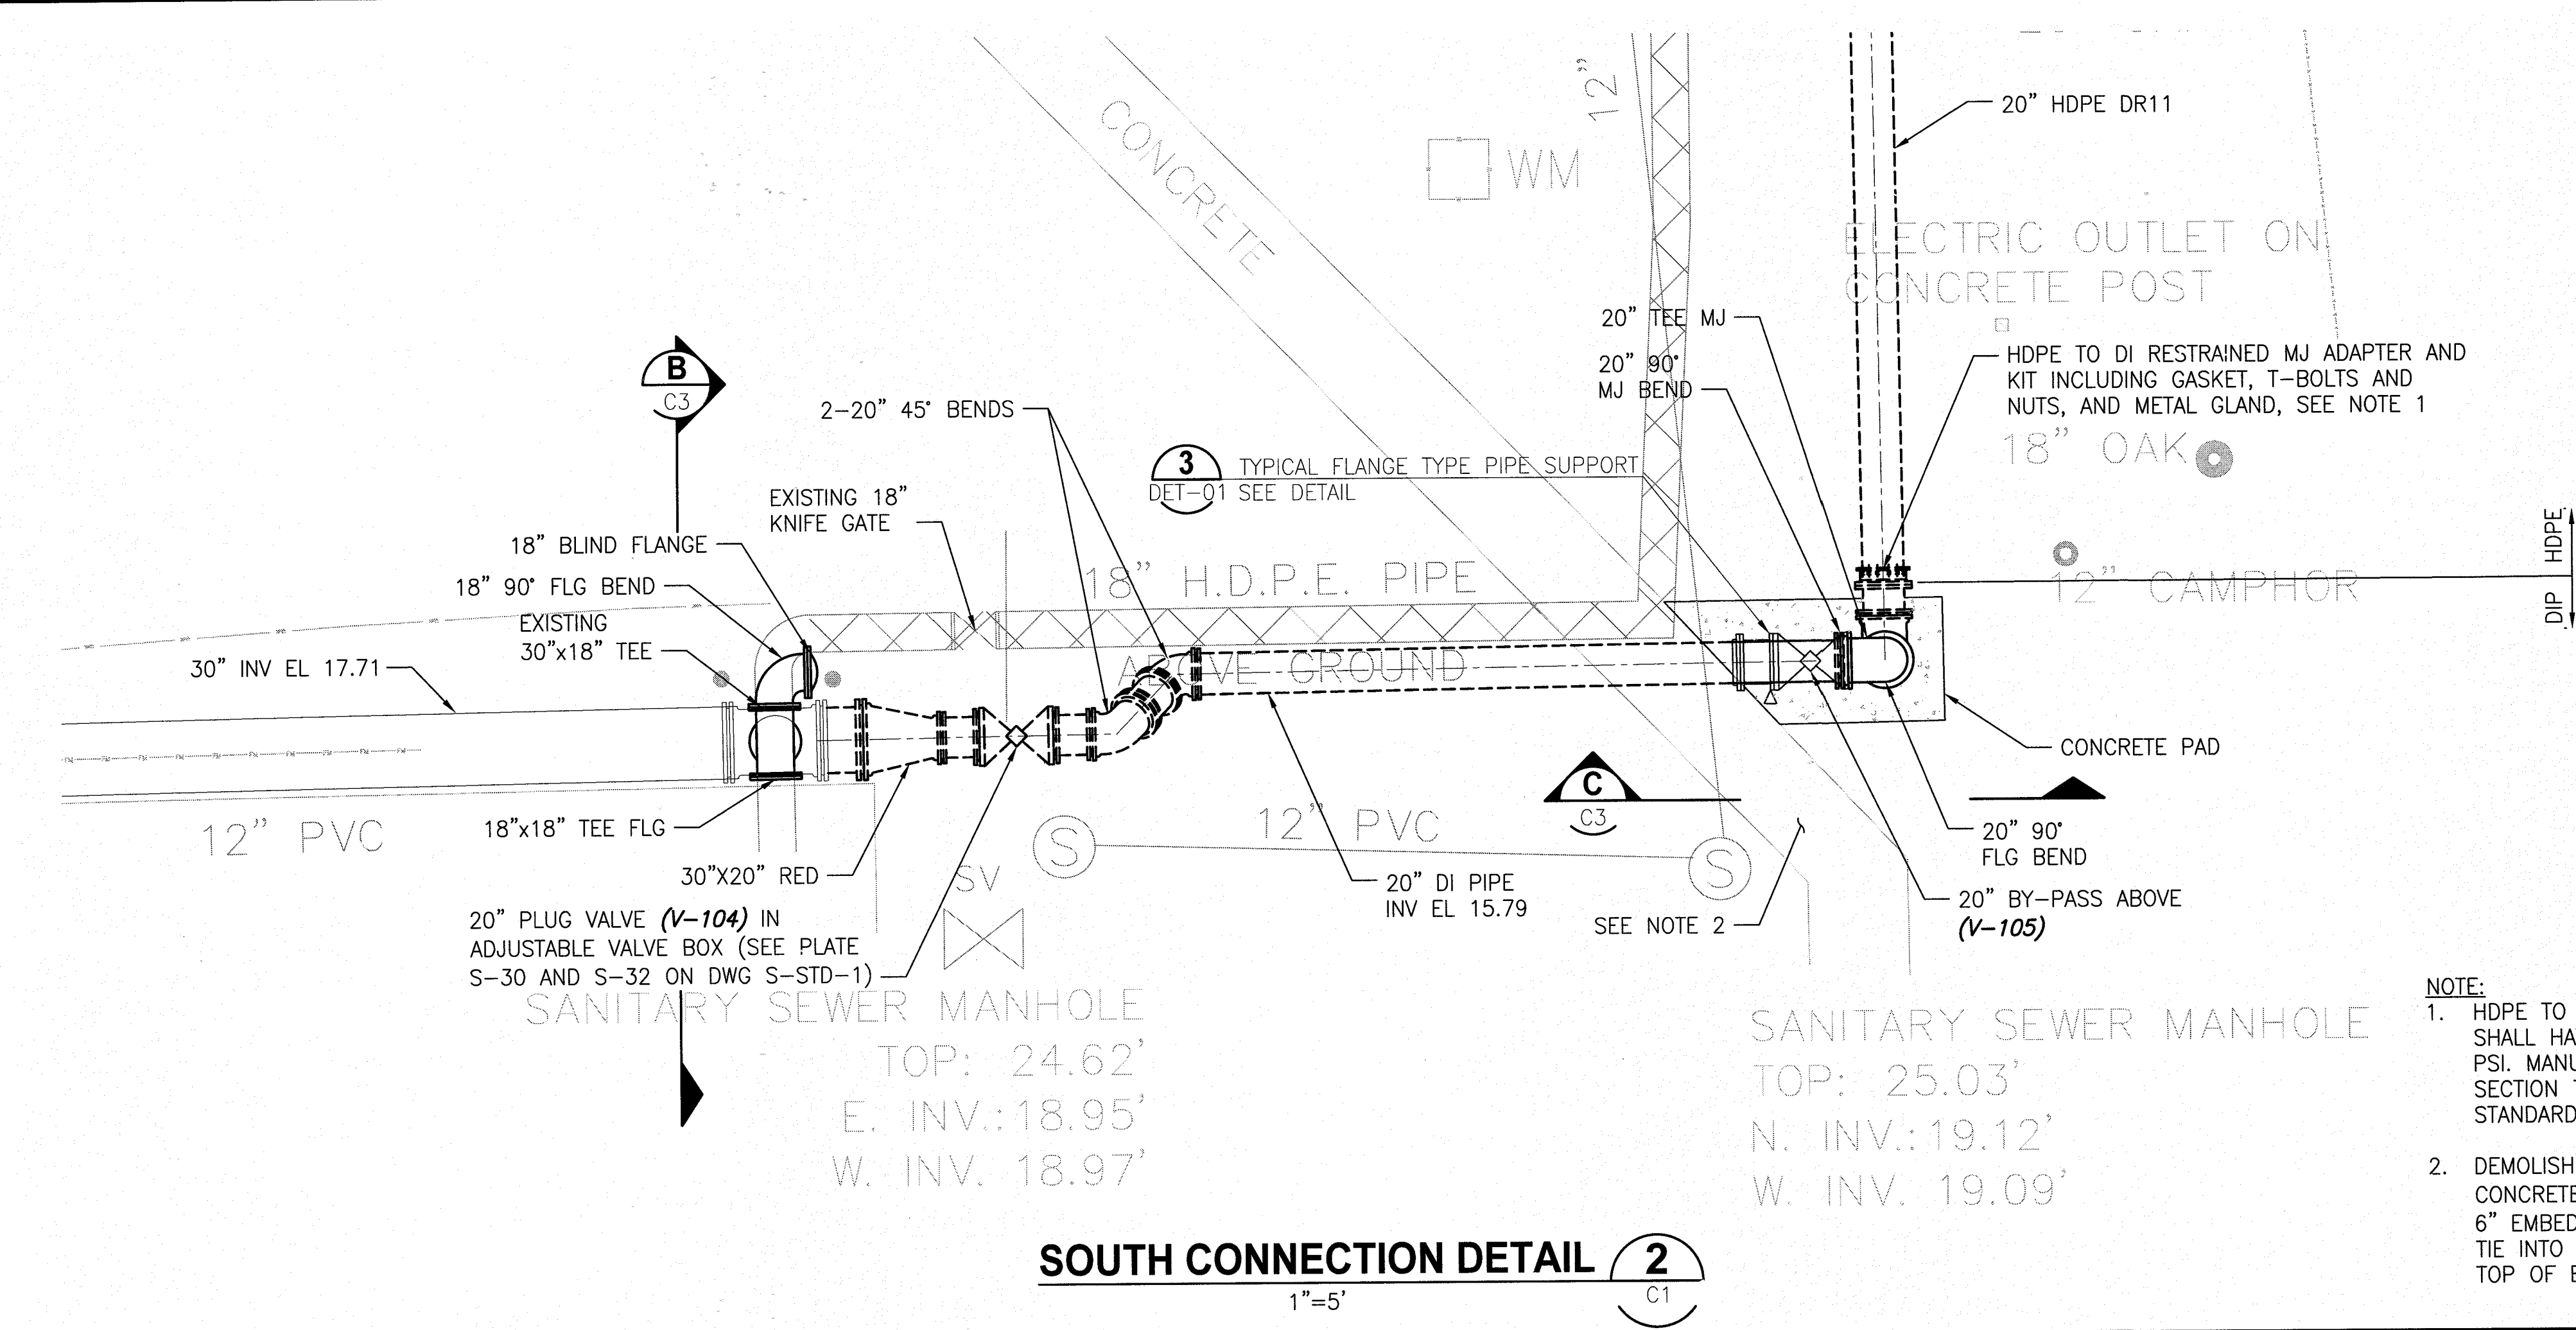 CONCRETE
12"
WM
20" HDPE DR11
ELECTRIC OUTLET ON
CONCRETE POST
20" TEE MJ
20" 90°
MJ BEND
HDPE TO DI RESTRAINED MJ ADAPTER AND
KIT INCLUDING GASKET, T-BOLTS AND
NUTS, AND METAL GLAND, SEE NOTE 1
18" OAK
B
C3
2-20" 45° BENDS
3
TYPICAL FLANGE TYPE PIPE SUPPORT
DET-01 SEE DETAIL
EXISTING 18"
KNIFE GATE
18" BLIND FLANGE
18" 90° FLG BEND
EXISTING
30"x18" TEE
30" INV EL 17.71
18" H.D.P.E. PIPE
ABOVE GROUND
12" CAMPHOR
HDPE
DIP
CONCRETE PAD
12" PVC
18"x18" TEE FLG
30"X20" RED
SV
S
12" PVC
S
C
C3
20" 90°
FLG BEND
20" DI PIPE
INV EL 15.79
SEE NOTE 2
20" BY-PASS ABOVE
(V-105)
20" PLUG VALVE (V-104) IN
ADJUSTABLE VALVE BOX (SEE PLATE
S-30 AND S-32 ON DWG S-STD-1)
SANITARY SEWER MANHOLE
TOP: 24.62'
E. INV.:18.95'
W. INV. 18.97'
SANITARY SEWER MANHOLE
TOP: 25.03'
N. INV.:19.12'
W. INV. 19.09'
NOTE:
1. HDPE TO
SHALL HA
PSI. MANU
SECTION
STANDARD
2. DEMOLISH
CONCRETE
6" EMBED
TIE INTO
TOP OF
SOUTH CONNECTION DETAIL
2
C1
1"=5'